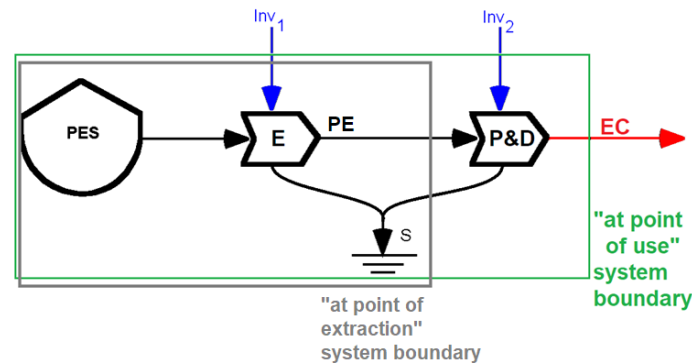 Inv1
Inv2
PES
E
PE
P&D
EC
S
"at point
of use"
system
boundary
"at point of
extraction"
system boundary